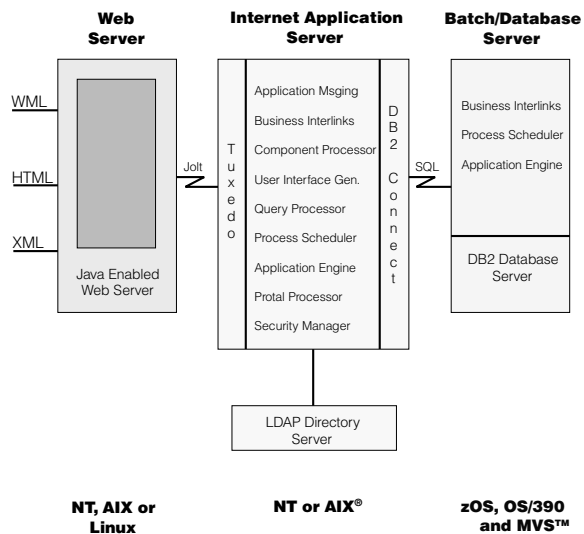 Web
Server
Internet Application
Server
Batch/Database
Server
WML
HTML
XML
Java Enabled
Web Server
Jolt
Tuxedo
Application Msging
Business Interlinks
Component Processor
User Interface Gen.
Query Processor
Process Scheduler
Application Engine
Protal Processor
Security Manager
DB2 Connect
SQL
Business Interlinks
Process Scheduler
Application Engine
DB2 Database
Server
LDAP Directory
Server
NT, AIX or
Linux
NT or AIX®
zOS, OS/390
and MVS™